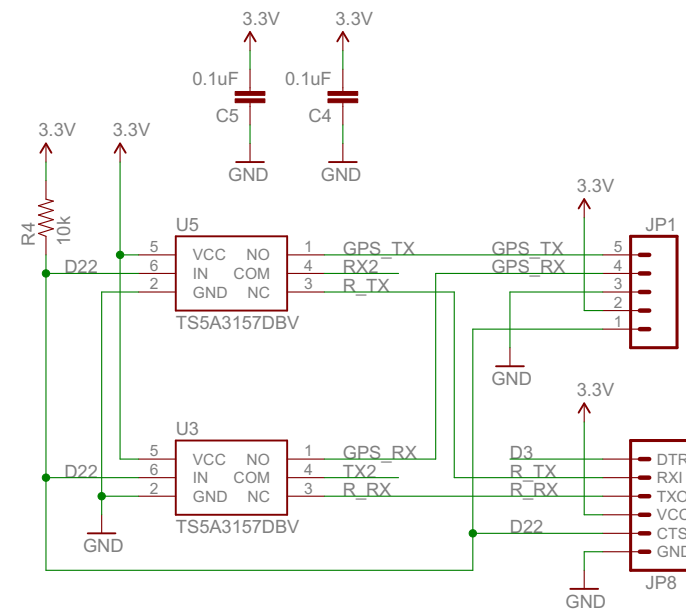 3.3V 3.3V
0.1uF 0.1uF
C5 C4
3.3V 3.3V
GND GND
3.3V
R4
10k
U5 JP1
5 VCC NO 1 GPS_TX GPS_TX 5
D22 6 IN COM 4 RX2 GPS_RX 4
2 GND NC 3 R_TX 3
2
TS5A3157DBV 1
GND
3.3V
U3
5 VCC NO 1 GPS_RX D3 DTR
D22 6 IN COM 4 TX2 R_TX RXI
2 GND NC 3 R_RX R_RX TXO
VCC
TS5A3157DBV D22 CTS
GND GND
JP8
GND